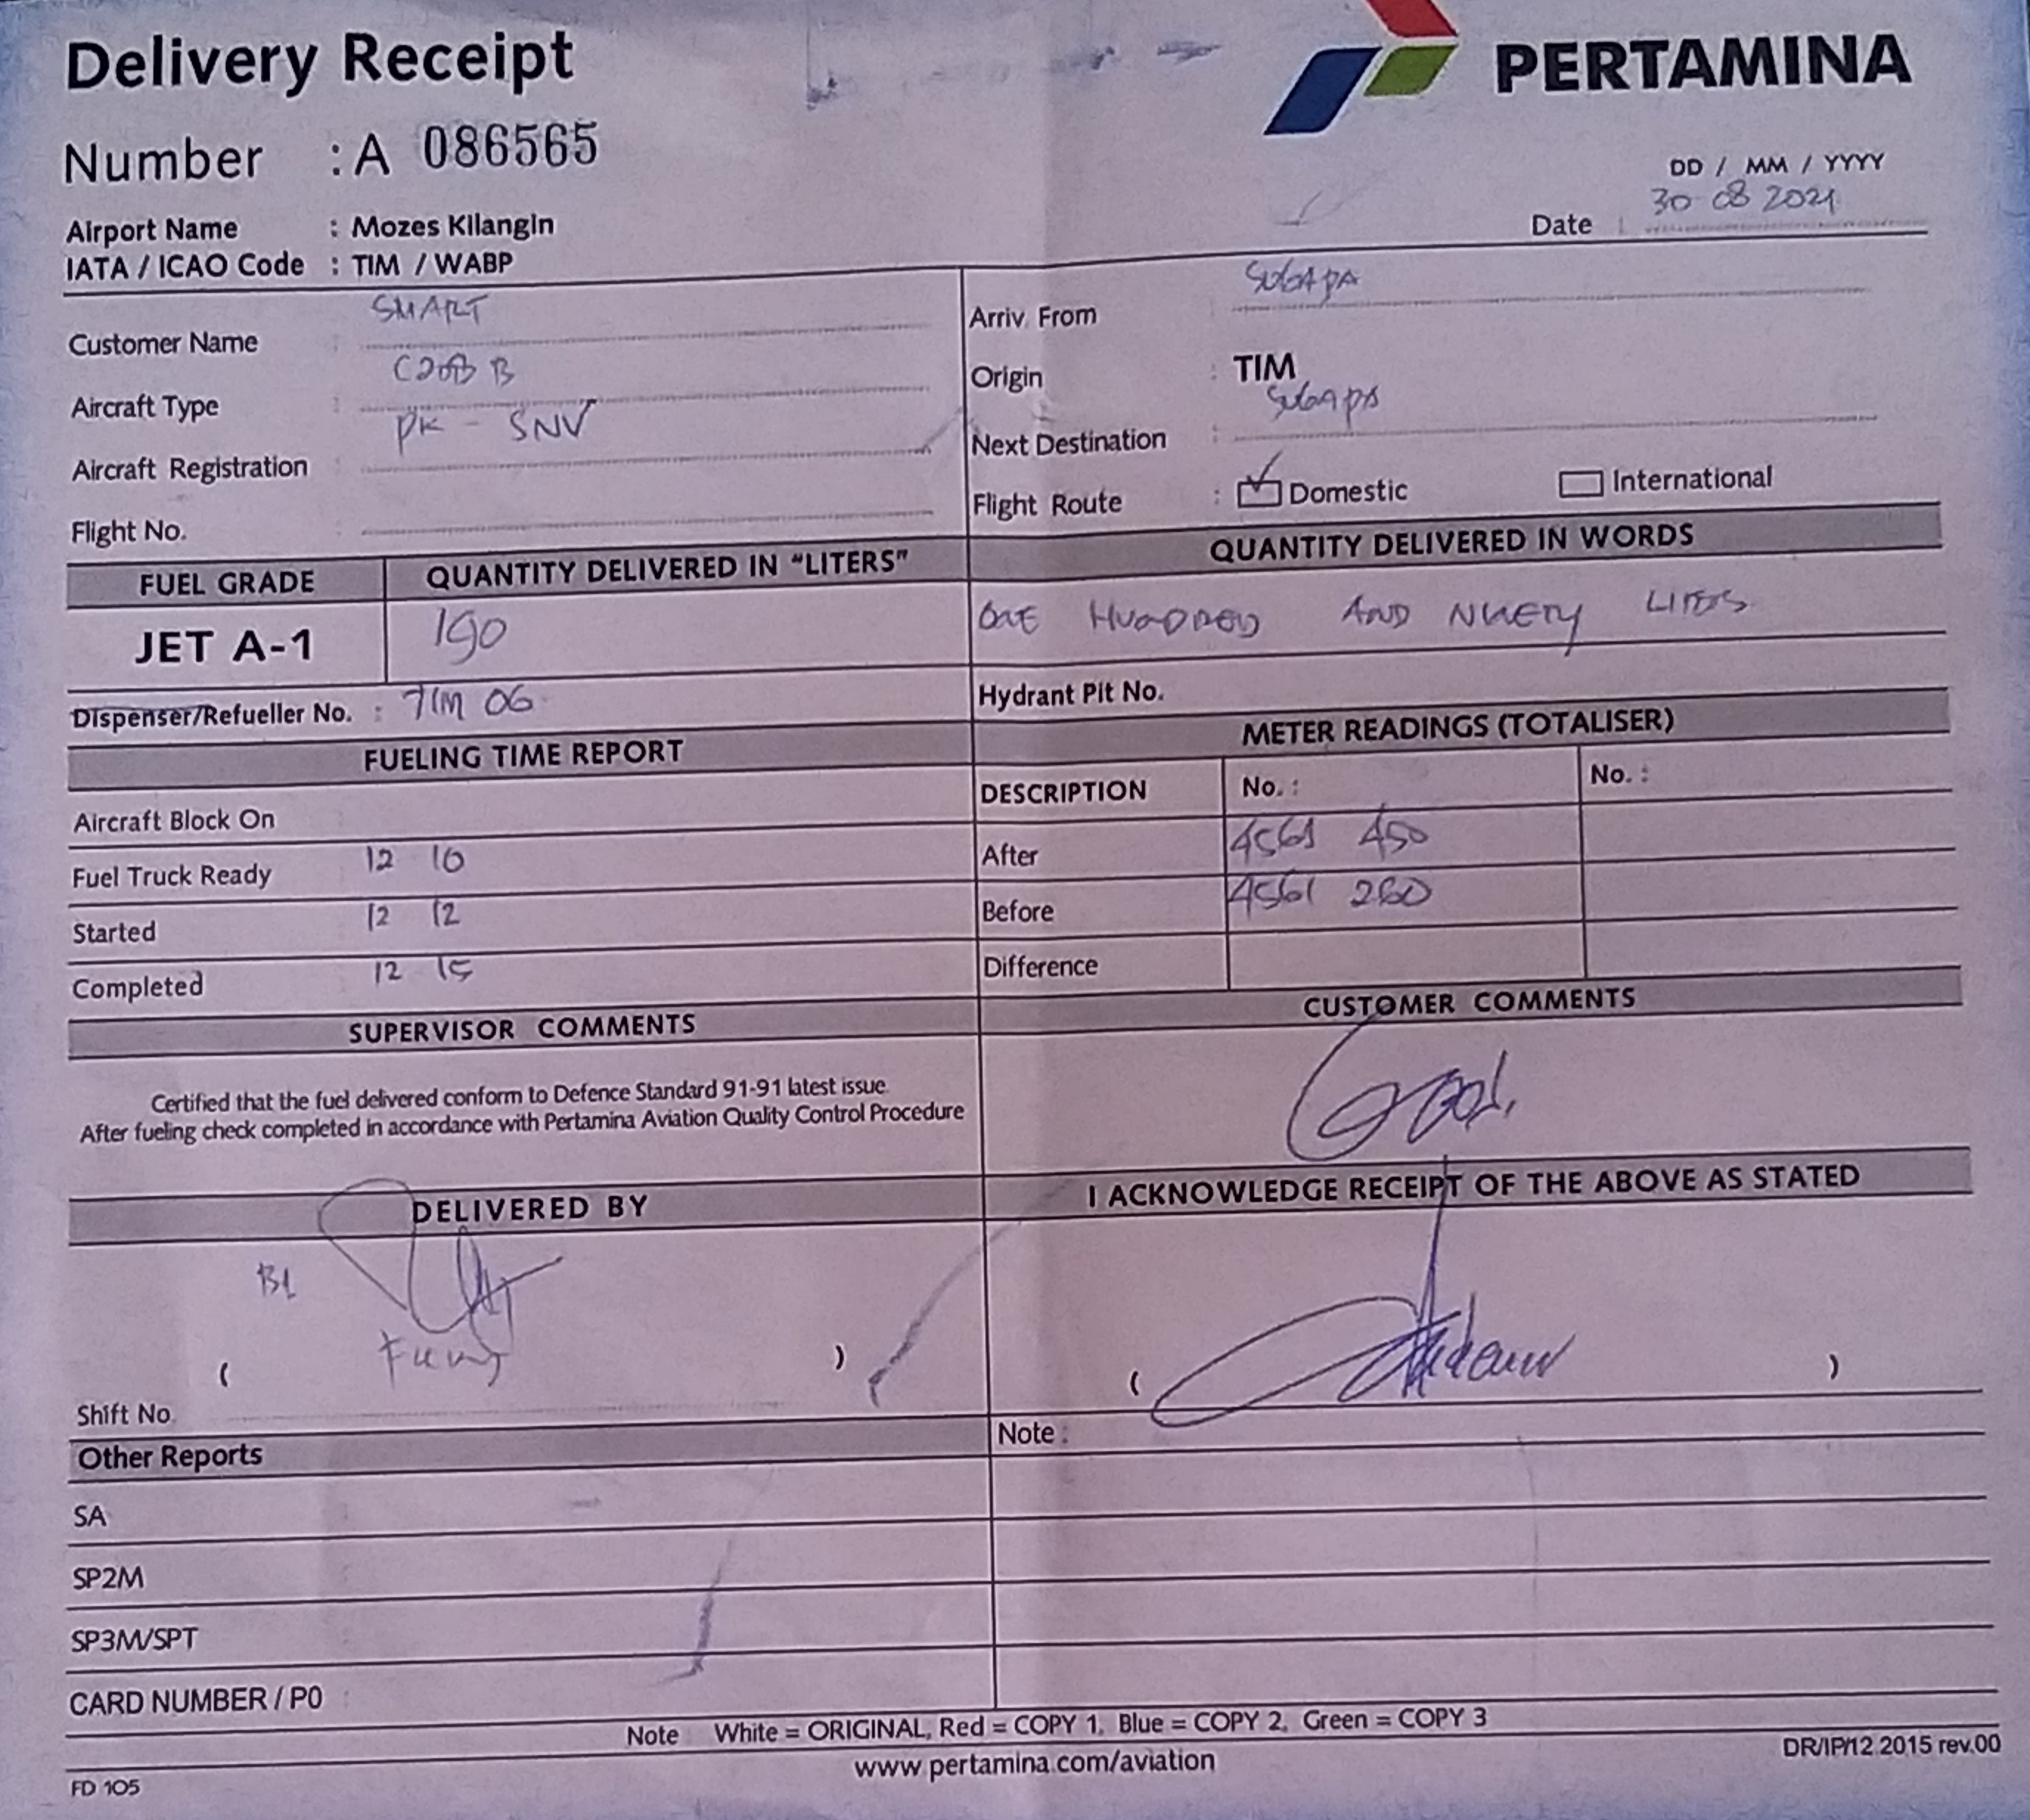 Delivery Receipt
PERTAMINA
Number : A 086565
DD / MM / YYYY
Date : 30 08 2021
Airport Name : Mozes Kilangin
IATA / ICAO Code : TIM / WABP
Customer Name : SMART
Aircraft Type : C208 B
Aircraft Registration : PK - SNV
Flight No.
Arriv. From SUGAPA
Origin : TIM
Next Destination : SUGAPA
Flight Route : Domestic International
FUEL GRADE QUANTITY DELIVERED IN "LITERS" QUANTITY DELIVERED IN WORDS
JET A-1 190 ONE HUNDRED AND NINETY LITERS
Dispenser/Refueller No. : TIM 06 Hydrant Pit No.
FUELING TIME REPORT
Aircraft Block On
Fuel Truck Ready 12 10
Started 12 12
Completed 12 15
METER READINGS (TOTALISER)
DESCRIPTION No. : No. :
After 4561 450
Before 4561 260
Difference
SUPERVISOR COMMENTS
Certified that the fuel delivered conform to Defence Standard 91-91 latest issue.
After fueling check completed in accordance with Pertamina Aviation Quality Control Procedure
CUSTOMER COMMENTS
Good,
DELIVERED BY
( )
Shift No.
I ACKNOWLEDGE RECEIPT OF THE ABOVE AS STATED
( )
Other Reports
Note :
SA
SP2M
SP3M/SPT
CARD NUMBER / P0 :
Note White = ORIGINAL, Red = COPY 1, Blue = COPY 2, Green = COPY 3
www.pertamina.com/aviation
FD 105
DR/IP/12 2015 rev.00